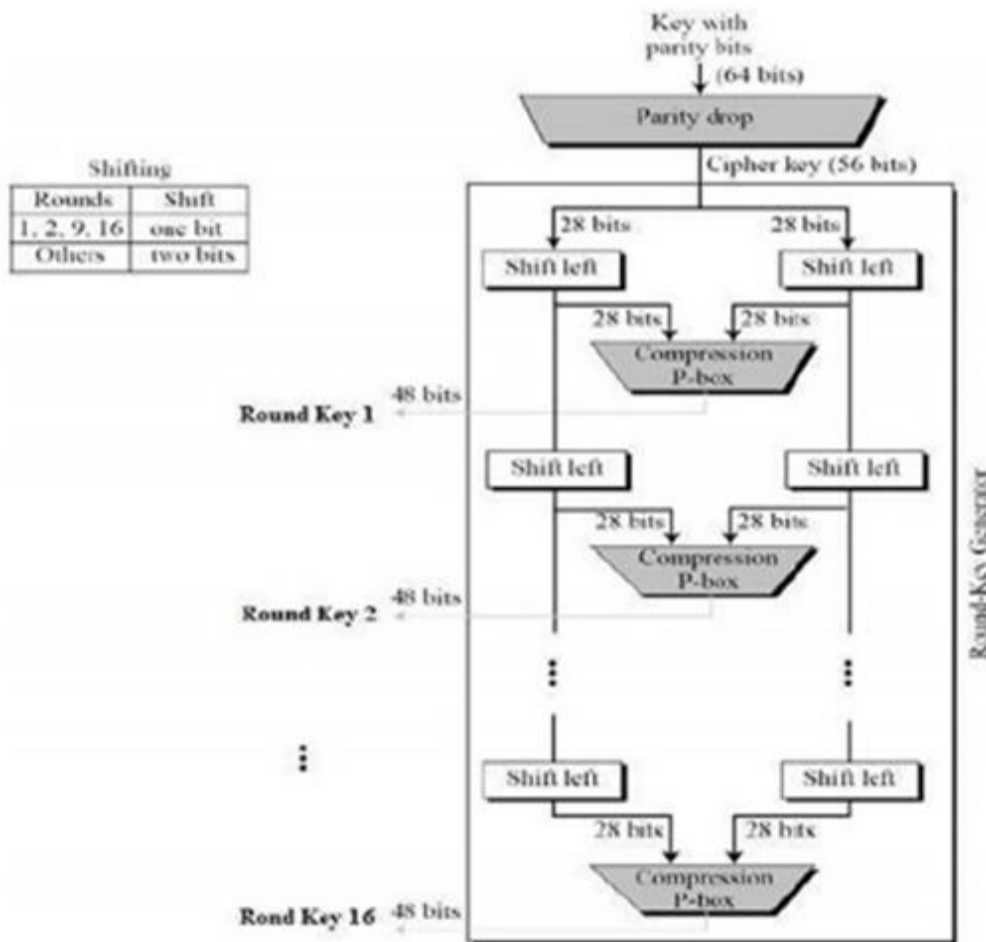 Key with
parity bits
(64 bits)
Parity drop
Cipher key (56 bits)
Shifting
Rounds Shift
1, 2, 9, 16 one bit
Others two bits
28 bits 28 bits
Shift left Shift left
28 bits 28 bits
Compression
P-box
48 bits
Round Key 1
Shift left Shift left
28 bits 28 bits
Compression
P-box
48 bits
Round Key 2
Round-Key Generator
Shift left Shift left
28 bits 28 bits
Compression
P-box
48 bits
Rond Key 16